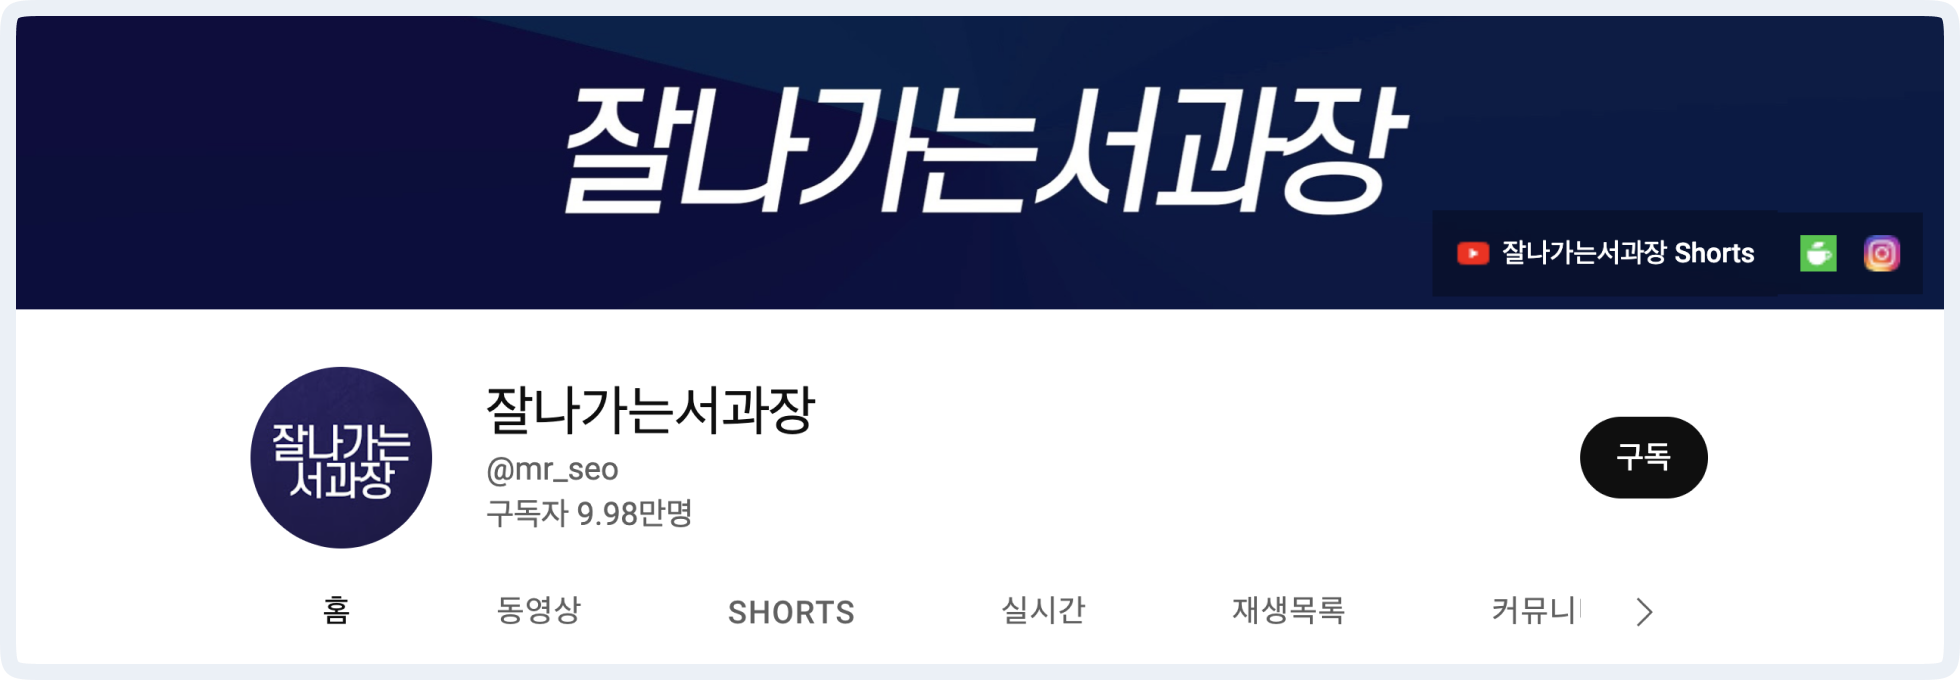 잘나가는서과장
잘나가는서과장 Shorts
잘나가는
서과장
잘나가는서과장
@mr_seo
구독자 9.98만명
구독
홈 동영상 SHORTS 실시간 재생목록 커뮤니